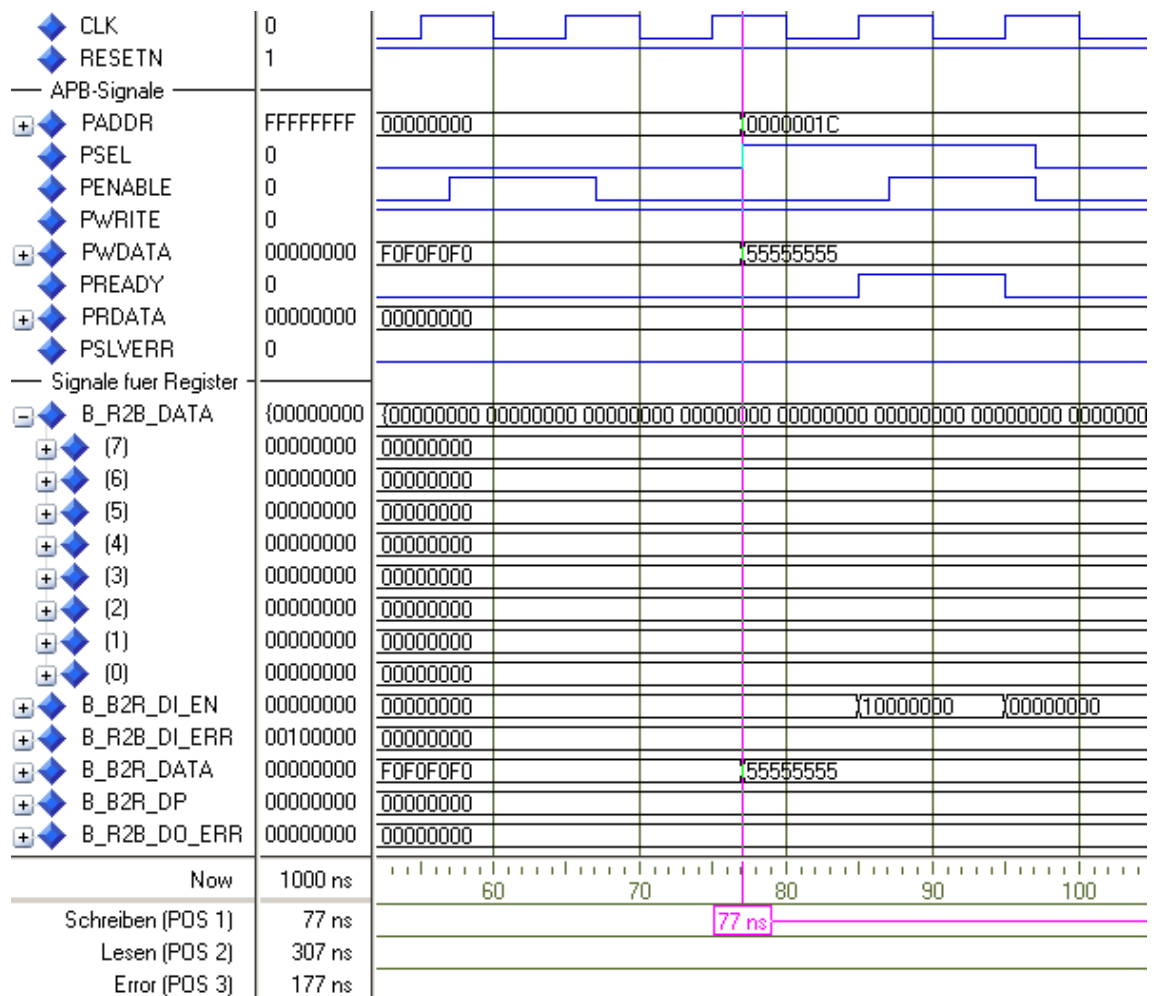 CLK 0
RESETN 1
APB-Signale
PADDR FFFFFFFF 00000000 0000001C
PSEL 0
PENABLE 0
PWRITE 0
PWDATA 00000000 F0F0F0F0 55555555
PREADY 0
PRDATA 00000000 00000000
PSLVERR 0
Signale fuer Register
B_R2B_DATA {00000000 {00000000 00000000 00000000 00000000 00000000 00000000 00000000 0000000
(7) 00000000 00000000
(6) 00000000 00000000
(5) 00000000 00000000
(4) 00000000 00000000
(3) 00000000 00000000
(2) 00000000 00000000
(1) 00000000 00000000
(0) 00000000 00000000
B_B2R_DI_EN 00000000 00000000 10000000 00000000
B_R2B_DI_ERR 00100000 00000000
B_B2R_DATA 00000000 F0F0F0F0 55555555
B_B2R_DP 00000000 00000000
B_R2B_DO_ERR 00000000 00000000
Now 1000 ns 60 70 80 90 100
Schreiben (POS 1) 77 ns 77 ns
Lesen (POS 2) 307 ns
Error (POS 3) 177 ns